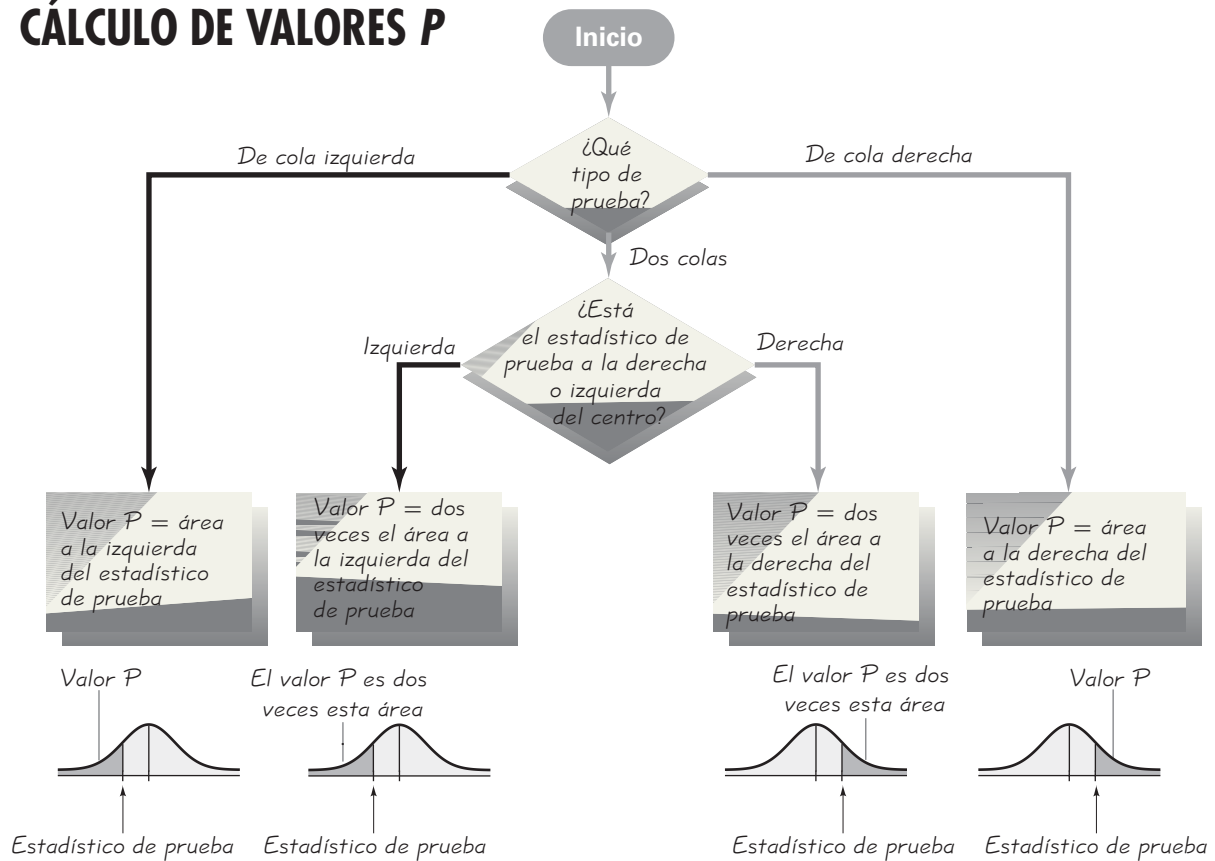 CÁLCULO DE VALORES P
Inicio
¿Qué
tipo de
prueba?
De cola izquierda
De cola derecha
Dos colas
¿Está
el estadístico de
prueba a la derecha
o izquierda
del centro?
Izquierda
Derecha
Valor P = área
a la izquierda
del estadístico
de prueba
Valor P = dos
veces el área a
la izquierda del
estadístico
de prueba
Valor P = dos
veces el área a
la derecha del
estadístico de
prueba
Valor P = área
a la derecha del
estadístico de
prueba
Valor P
El valor P es dos
veces esta área
El valor P es dos
veces esta área
Valor P
Estadístico de prueba
Estadístico de prueba
Estadístico de prueba
Estadístico de prueba